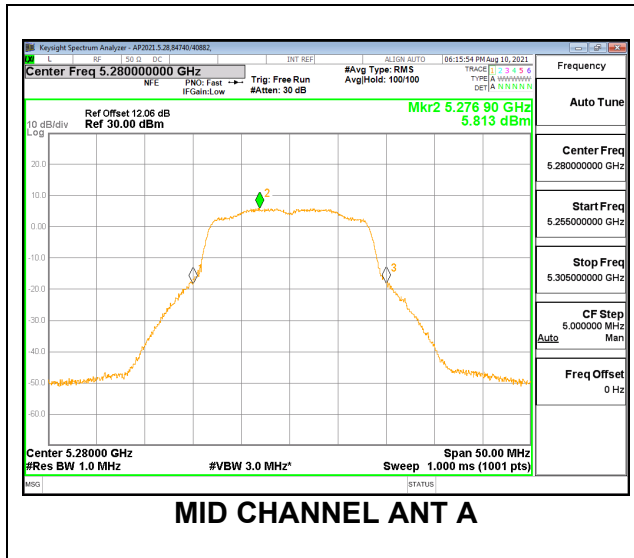 Keysight Spectrum Analyzer - AP2021.5.28,84740/40882,
L RF 50 Ω DC INT REF ALIGN AUTO 06:15:54 PM Aug 10, 2021
Center Freq 5.280000000 GHz
NFE
PNO: Fast
IFGain:Low
Trig: Free Run
#Atten: 30 dB
#Avg Type: RMS
Avg|Hold: 100/100
TRACE 1 2 3 4 5 6
TYPE A WWWWW
DET A N N N N N
Frequency
Mkr2 5.276 90 GHz
5.813 dBm
Ref Offset 12.06 dB
10 dB/div Ref 30.00 dBm
Log
20.0
10.0
0.00
-10.0
-20.0
-30.0
-40.0
-50.0
-60.0
1
2
3
Center 5.28000 GHz Span 50.00 MHz
#Res BW 1.0 MHz #VBW 3.0 MHz* Sweep 1.000 ms (1001 pts)
MSG STATUS
Auto Tune
Center Freq
5.280000000 GHz
Start Freq
5.255000000 GHz
Stop Freq
5.305000000 GHz
CF Step
5.000000 MHz
Auto Man
Freq Offset
0 Hz
MID CHANNEL ANT A